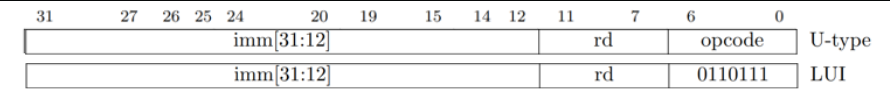 31 27 26 25 24 20 19 15 14 12 11 7 6 0
imm[31:12] rd opcode U-type
imm[31:12] rd 0110111 LUI